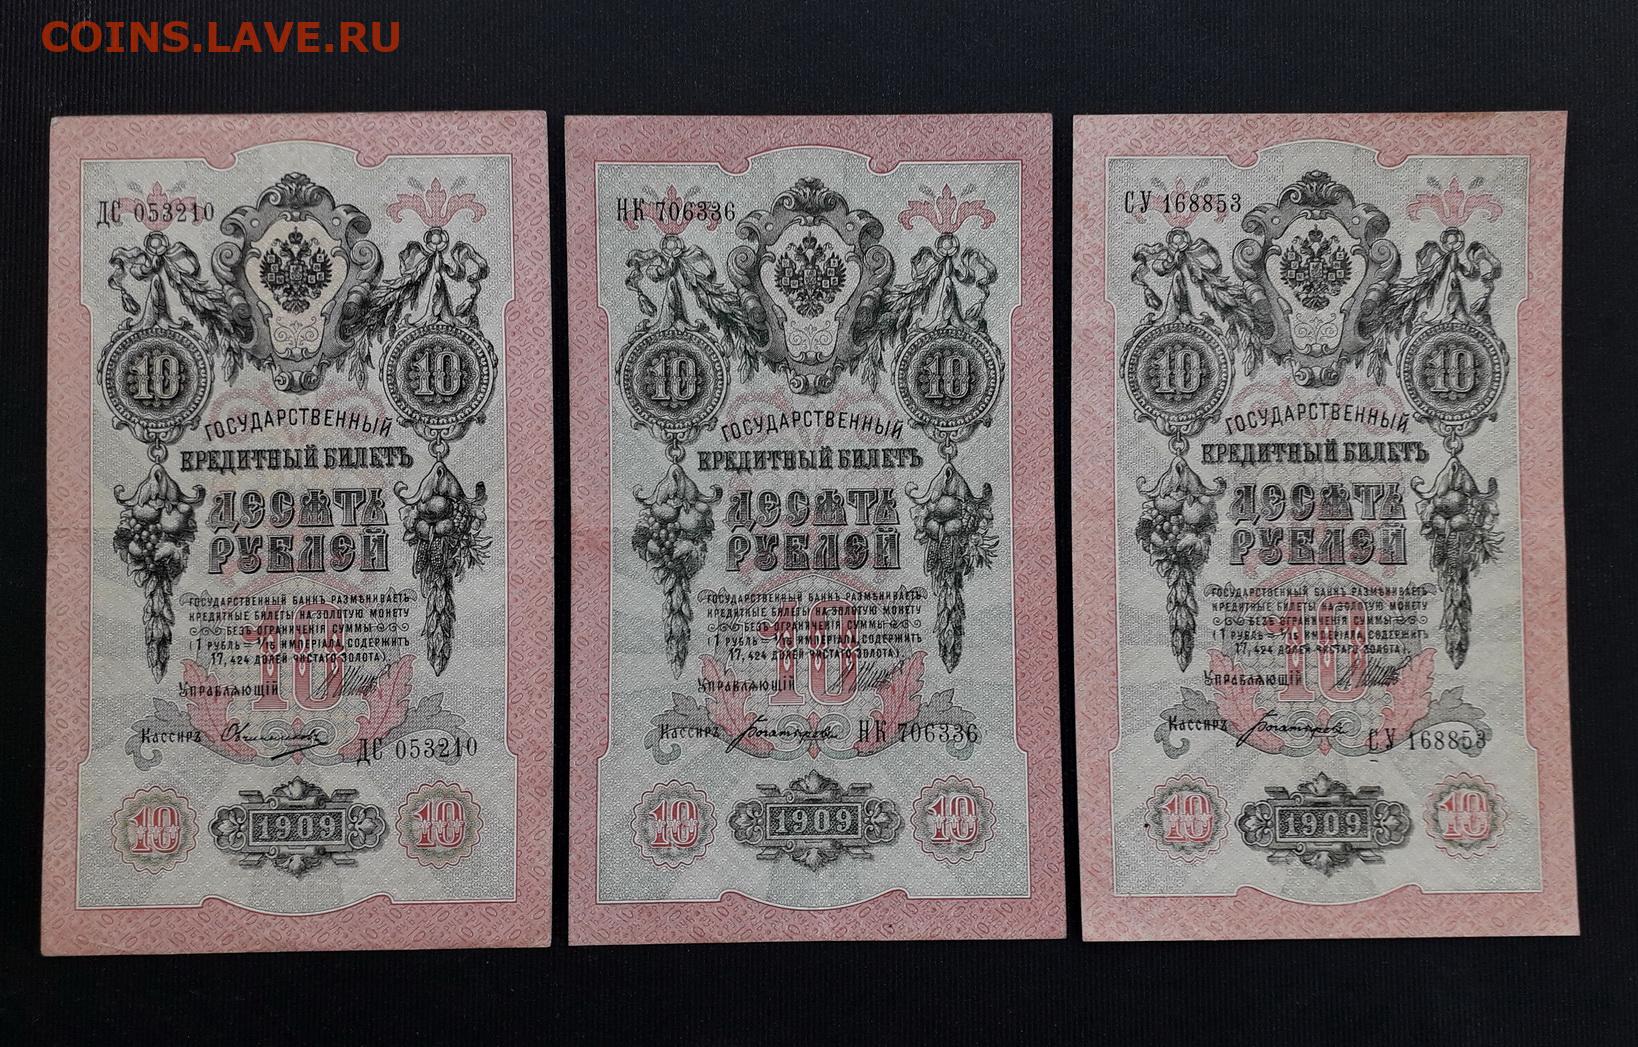 COINS.LAVE.RU
ДС 053210
10 10
ГОСУДАРСТВЕННЫЙ
КРЕДИТНЫЙ БИЛЕТЪ
ДЕСЯТЬ
РУБЛЕЙ
ГОСУДАРСТВЕННЫЙ БАНКЪ РАЗМѢНИВАЕТЪ
КРЕДИТНЫЕ БИЛЕТЫ НА ЗОЛОТУЮ МОНЕТУ
БЕЗЪ ОГРАНИЧЕНІЯ СУММЫ
(1 РУБЛЬ = 1/15 ИМПЕРІАЛА, СОДЕРЖИТЪ
17,424 ДОЛЕЙ ЧИСТАГО ЗОЛОТА).
10
УПРАВЛЯЮЩІЙ
КАССИРЪ Овчинниковъ
ДС 053210
10 1909 10
НК 706336
10 10
ГОСУДАРСТВЕННЫЙ
КРЕДИТНЫЙ БИЛЕТЪ
ДЕСЯТЬ
РУБЛЕЙ
ГОСУДАРСТВЕННЫЙ БАНКЪ РАЗМѢНИВАЕТЪ
КРЕДИТНЫЕ БИЛЕТЫ НА ЗОЛОТУЮ МОНЕТУ
БЕЗЪ ОГРАНИЧЕНІЯ СУММЫ
(1 РУБЛЬ = 1/15 ИМПЕРІАЛА, СОДЕРЖИТЪ
17,424 ДОЛЕЙ ЧИСТАГО ЗОЛОТА).
10
УПРАВЛЯЮЩІЙ
КАССИРЪ Богатыревъ НК 706336
10 1909 10
СУ 168853
10 10
ГОСУДАРСТВЕННЫЙ
КРЕДИТНЫЙ БИЛЕТЪ
ДЕСЯТЬ
РУБЛЕЙ
ГОСУДАРСТВЕННЫЙ БАНКЪ РАЗМѢНИВАЕТЪ
КРЕДИТНЫЕ БИЛЕТЫ НА ЗОЛОТУЮ МОНЕТУ
БЕЗЪ ОГРАНИЧЕНІЯ СУММЫ
(1 РУБЛЬ = 1/15 ИМПЕРІАЛА, СОДЕРЖИТЪ
17,424 ДОЛЕЙ ЧИСТАГО ЗОЛОТА).
10
УПРАВЛЯЮЩІЙ
КАССИРЪ Богатыревъ СУ 168853
10 1909 10